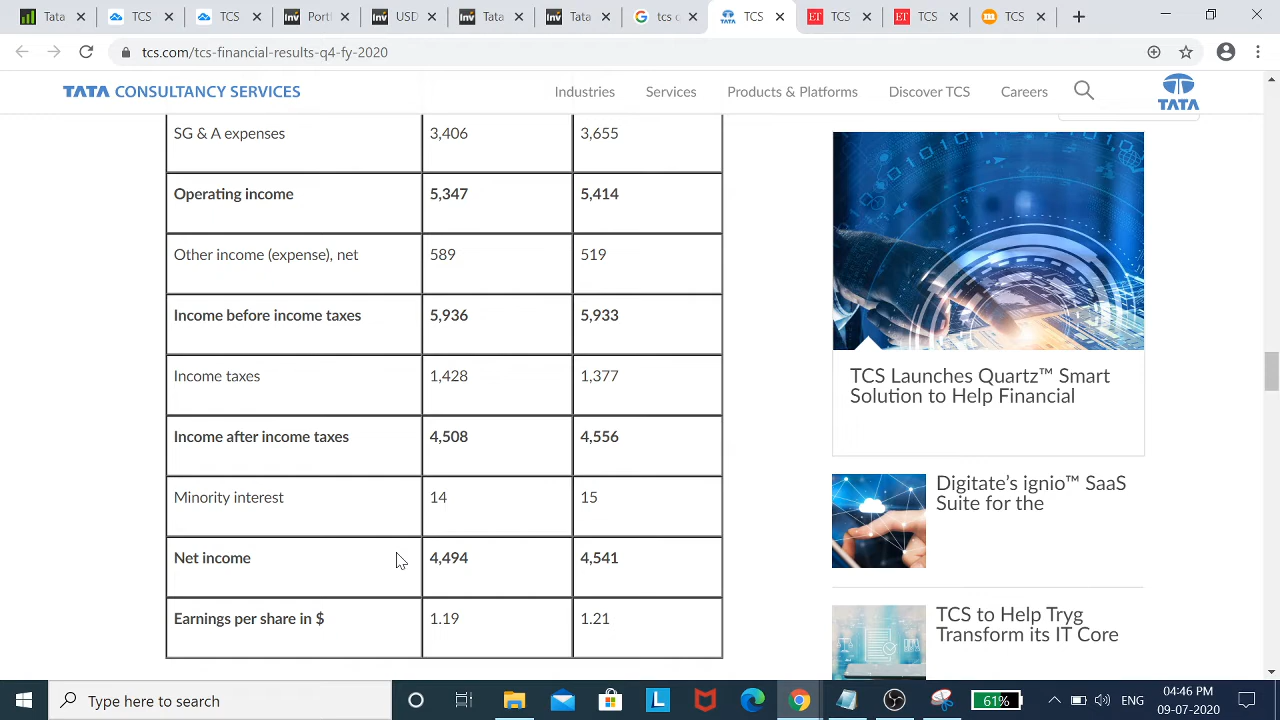 TCS
TCS
Port
USD
Tata
Tata
tcs c
TCS
TCS
TCS
TCS
tcs.com/tcs-financial-results-q4-fy-2020
TATA CONSULTANCY SERVICES
Industries
Services
Products & Platforms
Discover TCS
Careers
TATA
SG & A expenses 3,406 3,655
Operating income 5,347 5,414
Other income (expense), net 589 519
Income before income taxes 5,936 5,933
Income taxes 1,428 1,377
Income after income taxes 4,508 4,556
Minority interest 14 15
Net income 4,494 4,541
Earnings per share in $ 1.19 1.21
TCS Launches Quartz™ Smart
Solution to Help Financial
Digitate’s ignio™ SaaS
Suite for the
TCS to Help Tryg
Transform its IT Core
Type here to search
61%
ENG
04:46 PM
09-07-2020